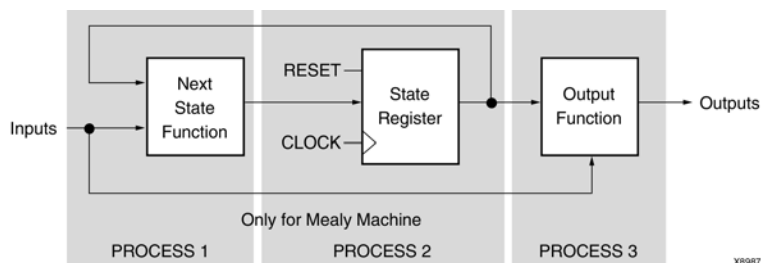 Inputs
Next
State
Function
RESET
CLOCK
State
Register
Output
Function
Outputs
Only for Mealy Machine
PROCESS 1
PROCESS 2
PROCESS 3
X8987